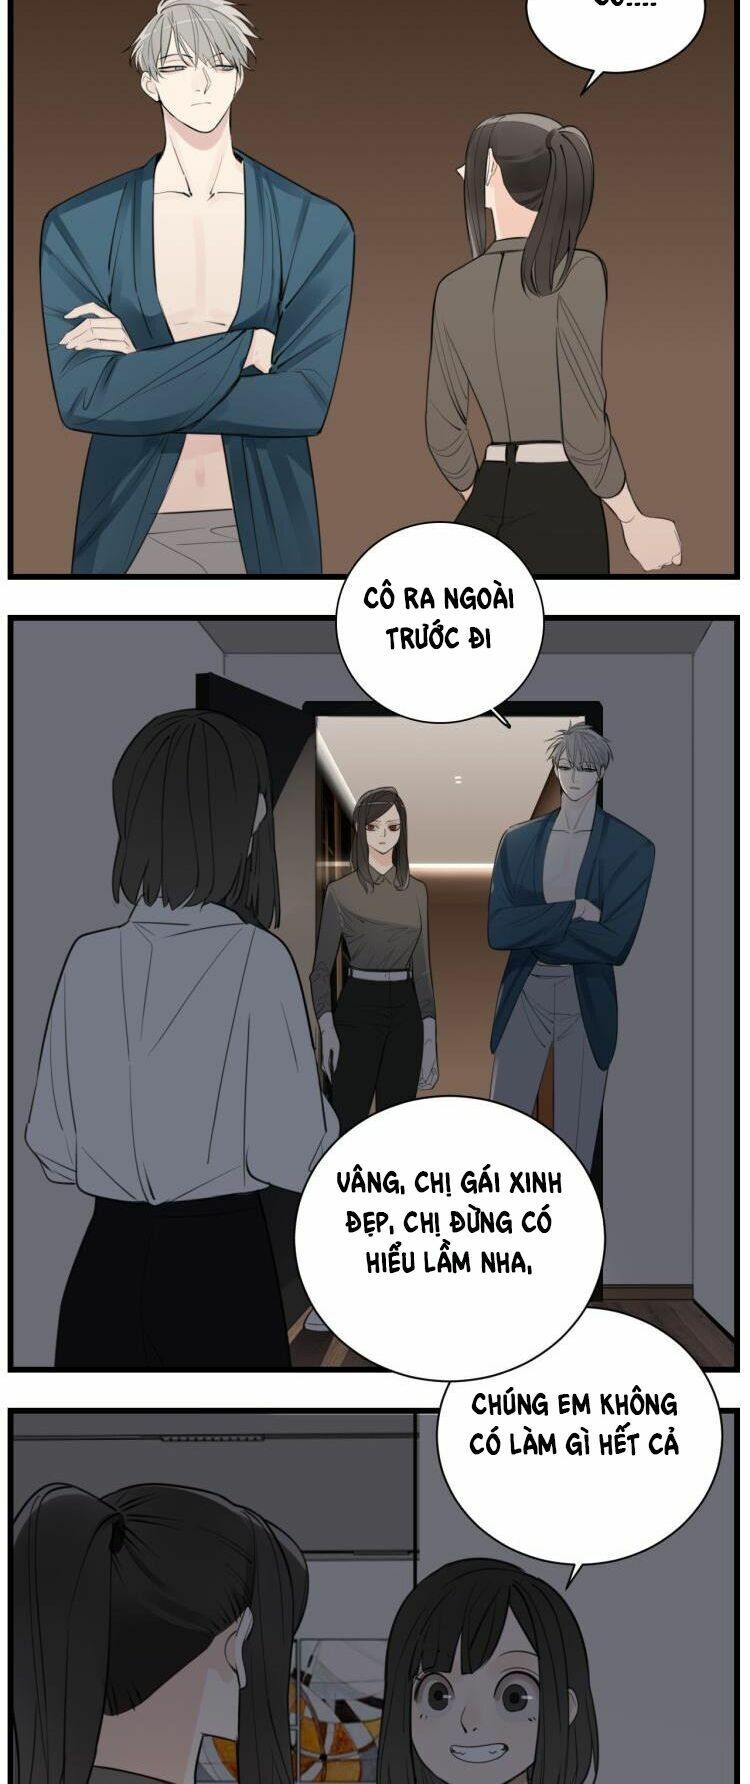 CÔ RA NGOÀI
TRƯỚC ĐI
VÂNG, CHỊ GÁI XINH
ĐẸP, CHỊ ĐỪNG CÓ
HIỂU LẦM NHA,
CHÚNG EM KHÔNG
CÓ LÀM GÌ HẾT CẢ